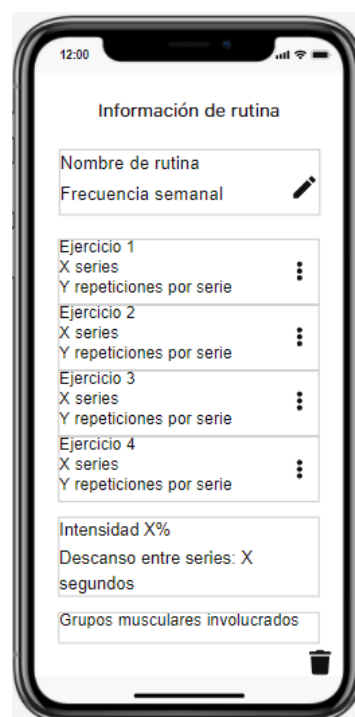 12:00
Información de rutina
Nombre de rutina
Frecuencia semanal
Ejercicio 1
X series
Y repeticiones por serie
Ejercicio 2
X series
Y repeticiones por serie
Ejercicio 3
X series
Y repeticiones por serie
Ejercicio 4
X series
Y repeticiones por serie
Intensidad X%
Descanso entre series: X
segundos
Grupos musculares involucrados